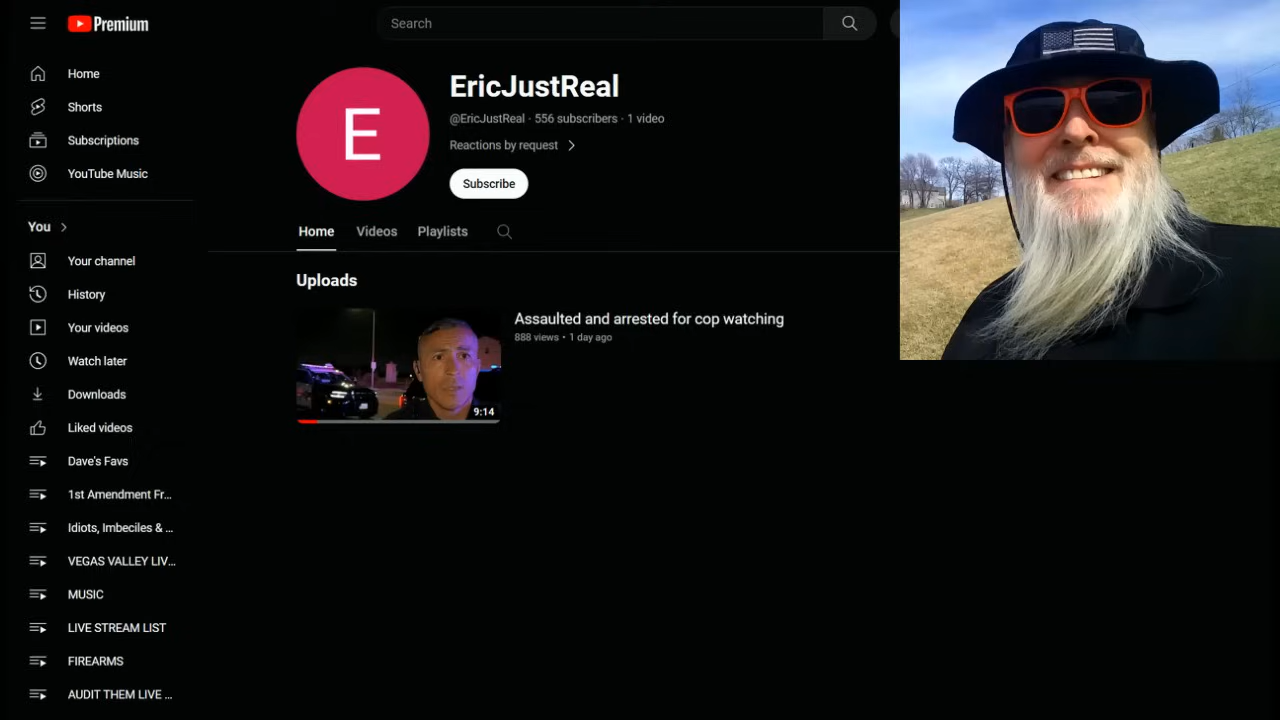 Premium
Search
Home
Shorts
Subscriptions
YouTube Music
You
Your channel
History
Your videos
Watch later
Downloads
Liked videos
Dave's Favs
1st Amendment Fr...
Idiots, Imbeciles & ...
VEGAS VALLEY LIV...
MUSIC
LIVE STREAM LIST
FIREARMS
AUDIT THEM LIVE ...
E
EricJustReal
@EricJustReal · 556 subscribers · 1 video
Reactions by request
Subscribe
Home Videos Playlists
Uploads
9:14
Assaulted and arrested for cop watching
888 views • 1 day ago